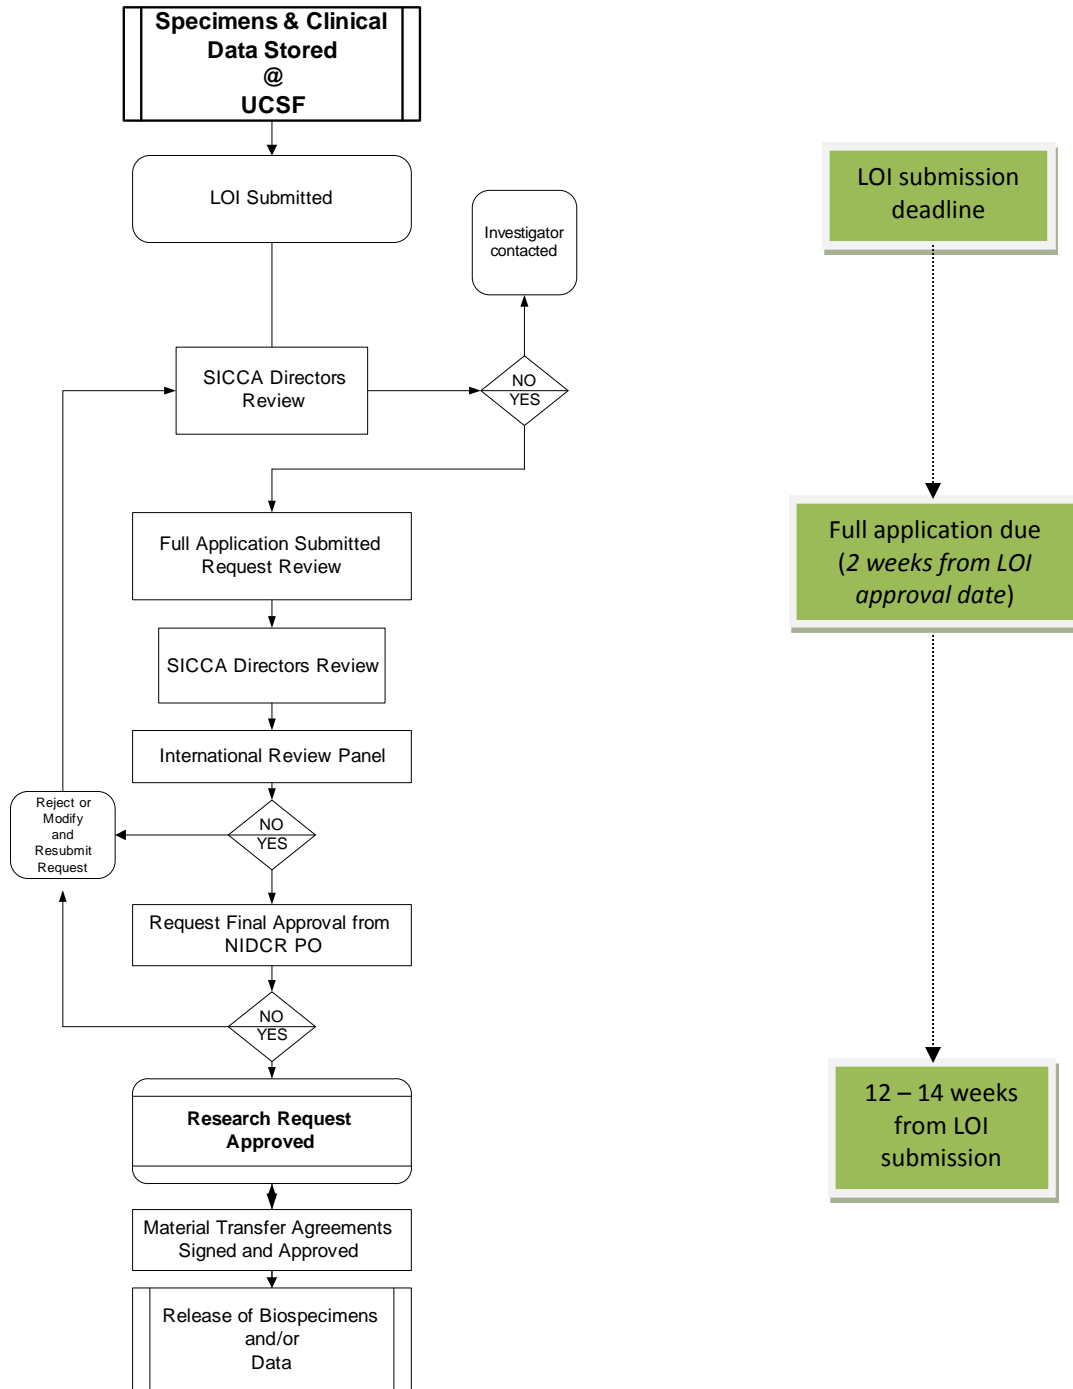 Specimens & Clinical
Data Stored
@
UCSF
LOI Submitted
Investigator
contacted
SICCA Directors
Review
NO
YES
Full Application Submitted
Request Review
SICCA Directors Review
International Review Panel
Reject or
Modify
and
Resubmit
Request
NO
YES
Request Final Approval from
NIDCR PO
NO
YES
Research Request
Approved
Material Transfer Agreements
Signed and Approved
Release of Biospecimens
and/or
Data
LOI submission
deadline
Full application due
(2 weeks from LOI
approval date)
12 – 14 weeks
from LOI
submission